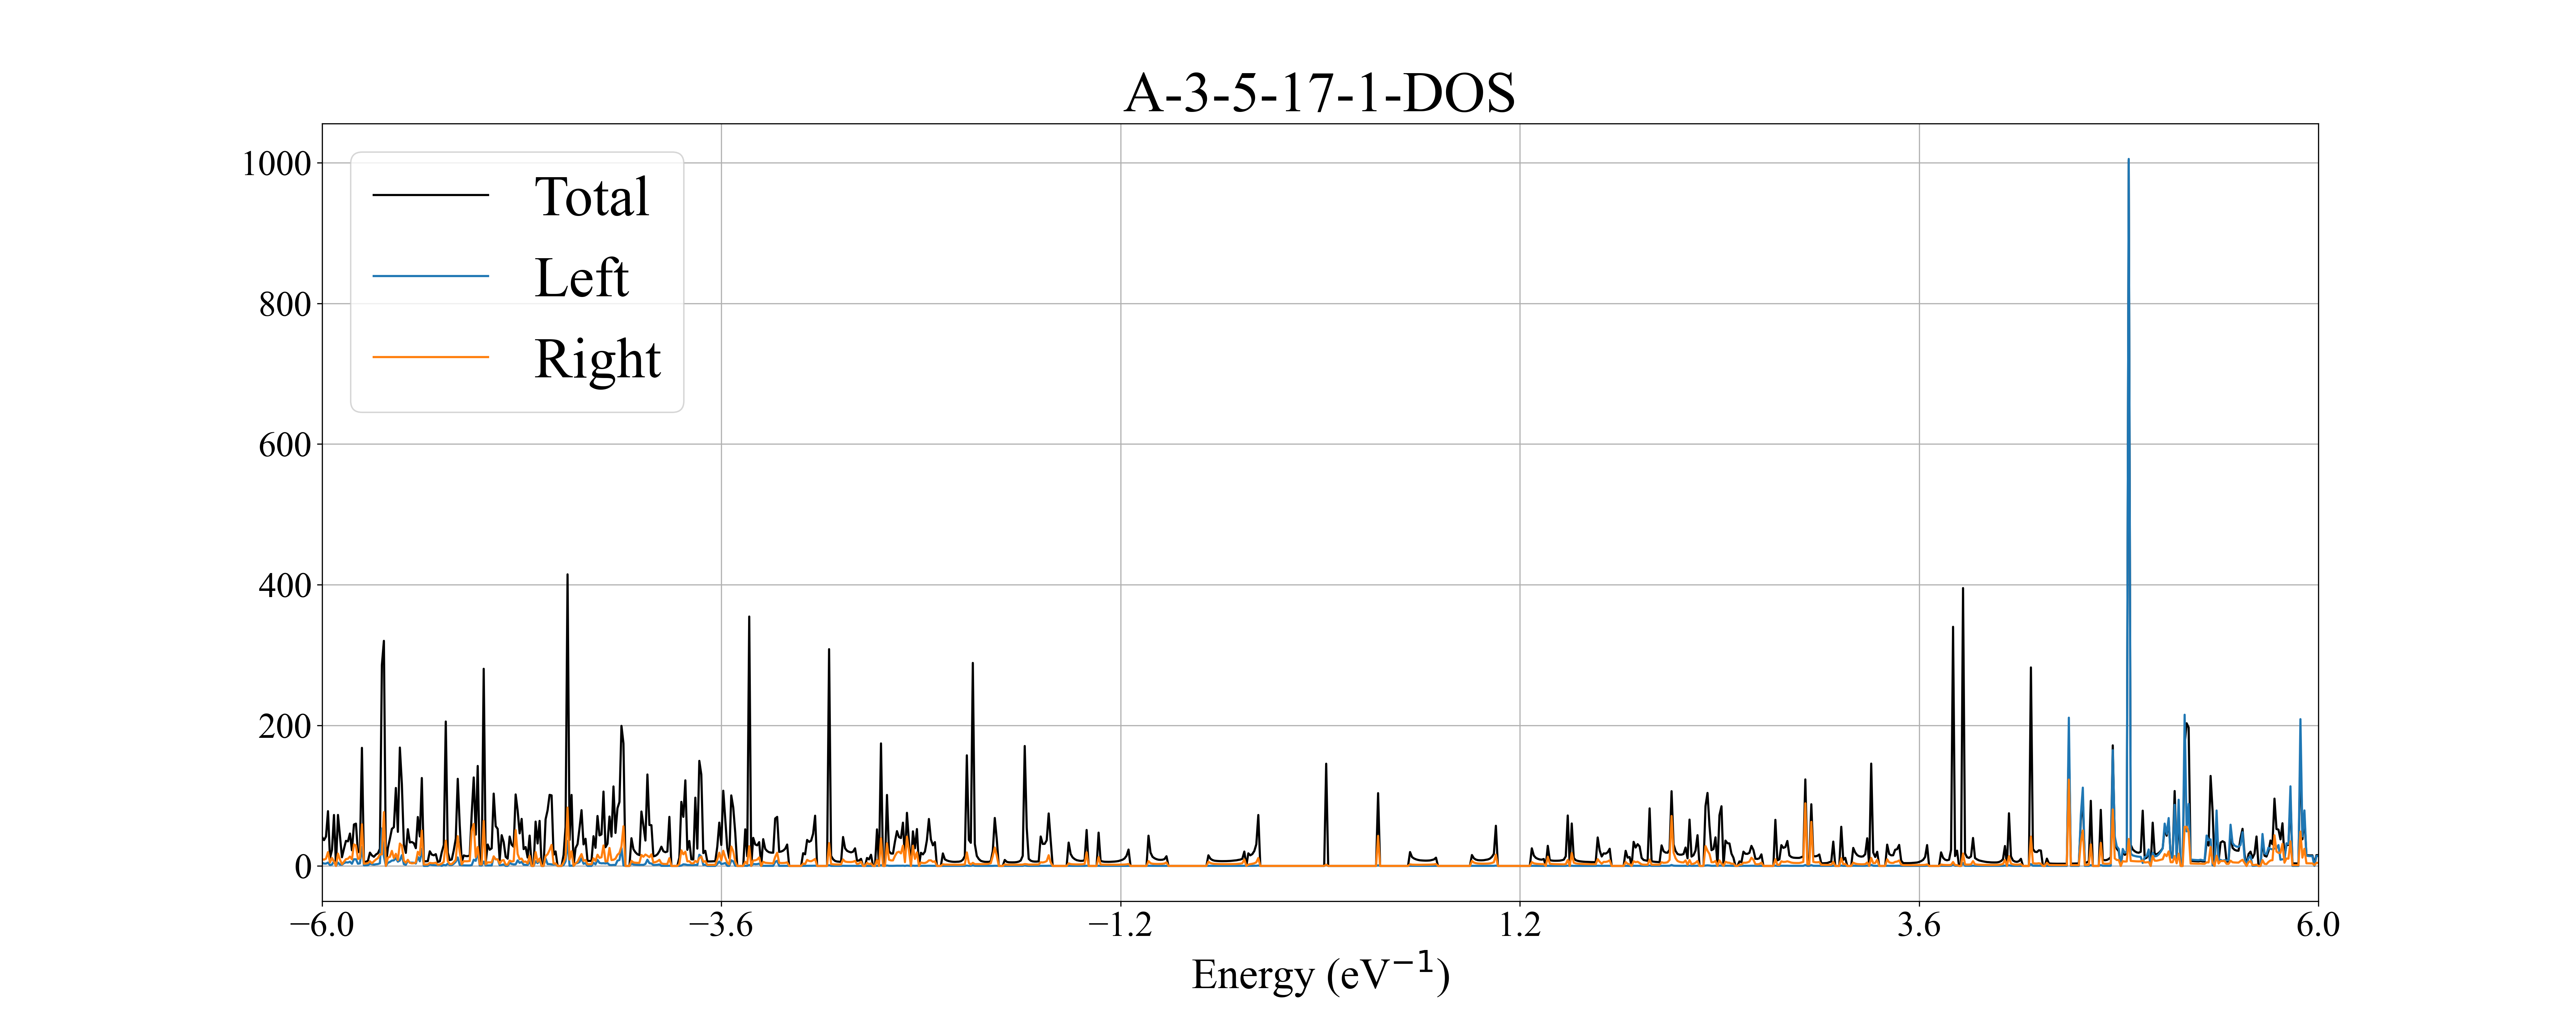 A-3-5-17-1-DOS
1000
800
600
400
200
0
Total
Left
Right
−6.0 −3.6 −1.2 1.2 3.6 6.0
Energy (eV⁻¹)